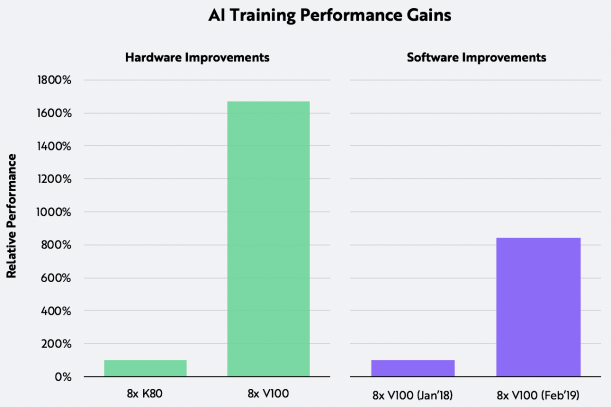 AI Training Performance Gains
Hardware Improvements
Software Improvements
Relative Performance
1800%
1600%
1400%
1200%
1000%
800%
600%
400%
200%
0%
8x K80
8x V100
8x V100 (Jan'18)
8x V100 (Feb'19)